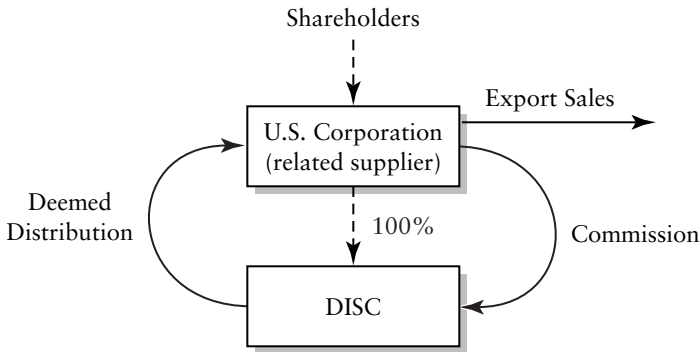 Shareholders
Export Sales
U.S. Corporation
(related supplier)
Deemed
Distribution
100%
Commission
DISC